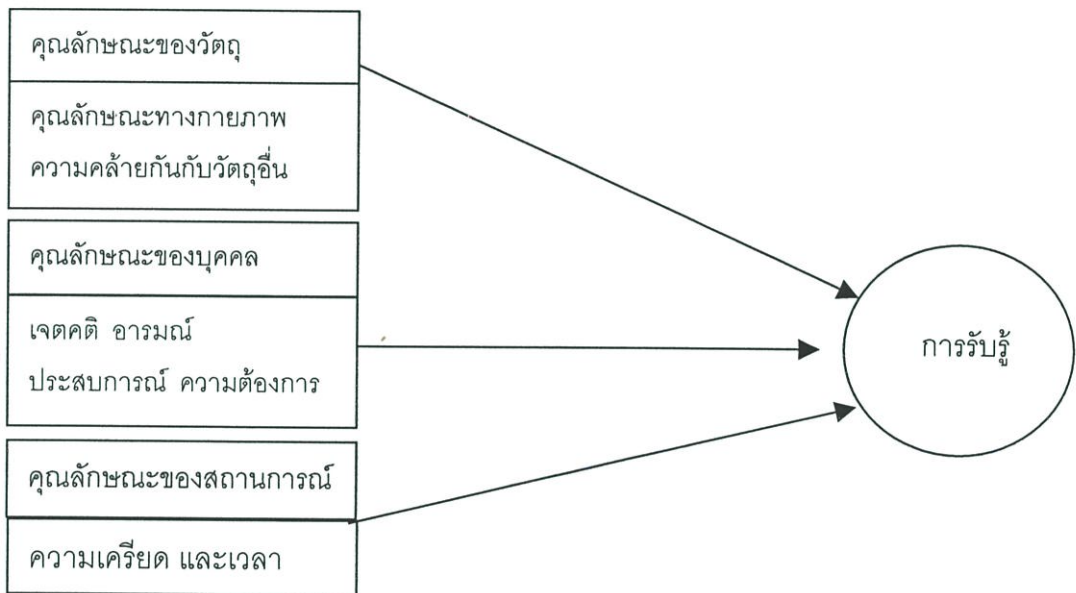 คุณลักษณะของวัตถุ
คุณลักษณะทางกายภาพ
ความคล้ายกันกับวัตถุอื่น
คุณลักษณะของบุคคล
เจตคติ อารมณ์
ประสบการณ์ ความต้องการ
คุณลักษณะของสถานการณ์
ความเครียด และเวลา
การรับรู้